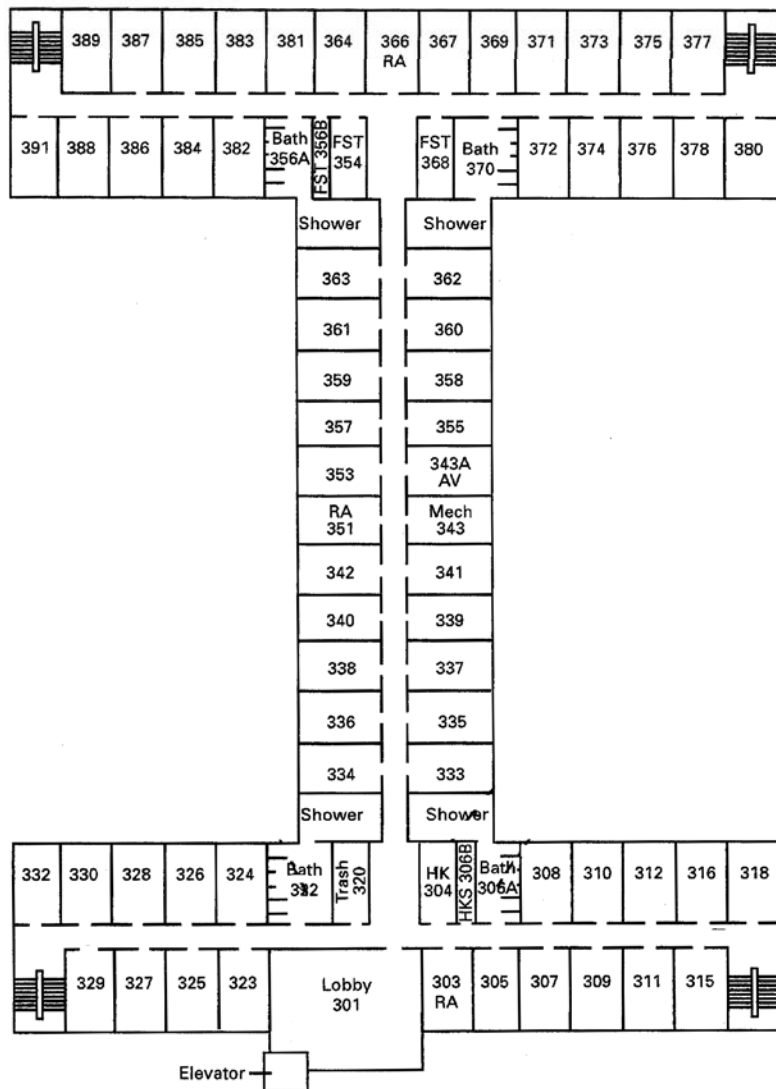 389 387 385 383 381 364 366 367 369 371 373 375 377
RA
391 388 386 384 382 Bath 356A FST 356B FST 354 FST 368 Bath 370 372 374 376 378 380
Shower Shower
363 362
361 360
359 358
357 355
353 343A AV
RA 351 Mech 343
342 341
340 339
338 337
336 335
334 333
Shower Shower
332 330 328 326 324 Bath Trash 320 HK 304 HKS 306B Bath 306A 308 310 312 316 318
329 327 325 323 Lobby 301 303 RA 305 307 309 311 315
Elevator